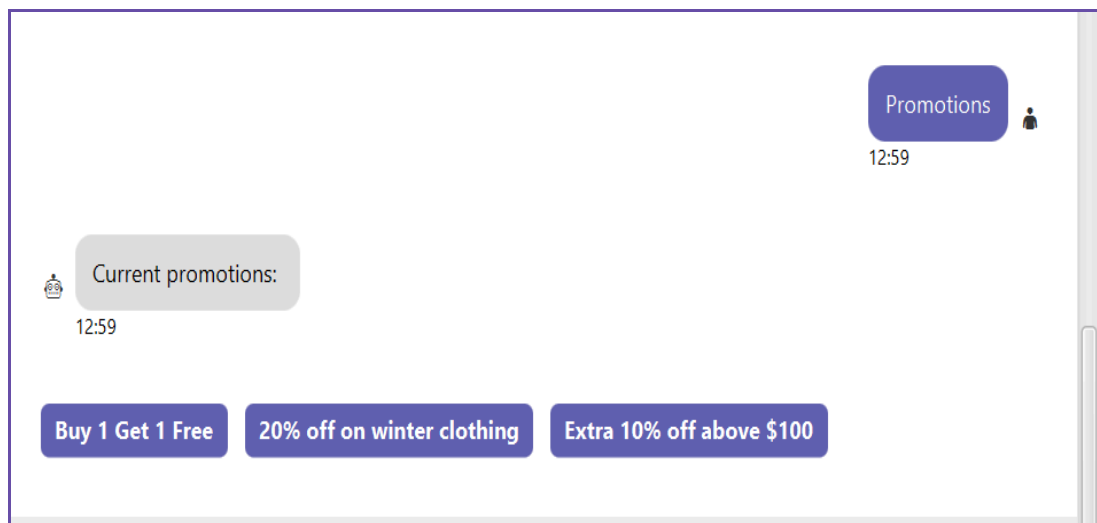 Promotions
12:59
Current promotions:
12:59
Buy 1 Get 1 Free
20% off on winter clothing
Extra 10% off above $100